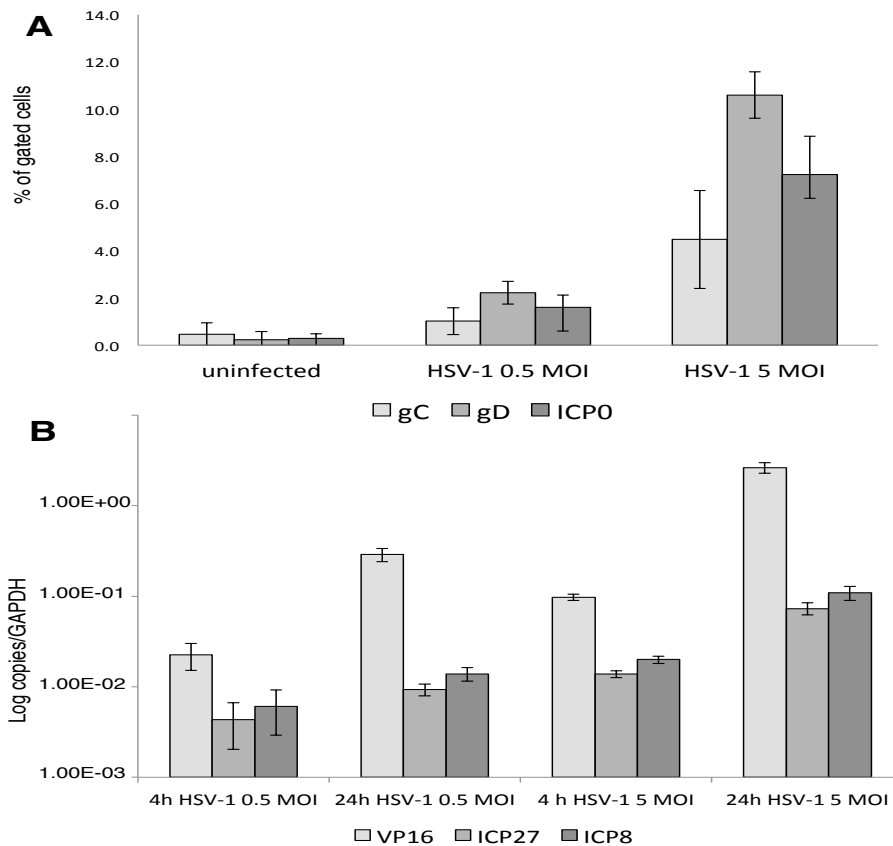 A
14.0
12.0
10.0
8.0
6.0
4.0
2.0
0.0
% of gated cells
uninfected HSV-1 0.5 MOI HSV-1 5 MOI
gC gD ICP0
B
1.00E+00
1.00E-01
1.00E-02
1.00E-03
Log copies/GAPDH
4h HSV-1 0.5 MOI 24h HSV-1 0.5 MOI 4 h HSV-1 5 MOI 24h HSV-1 5 MOI
VP16 ICP27 ICP8